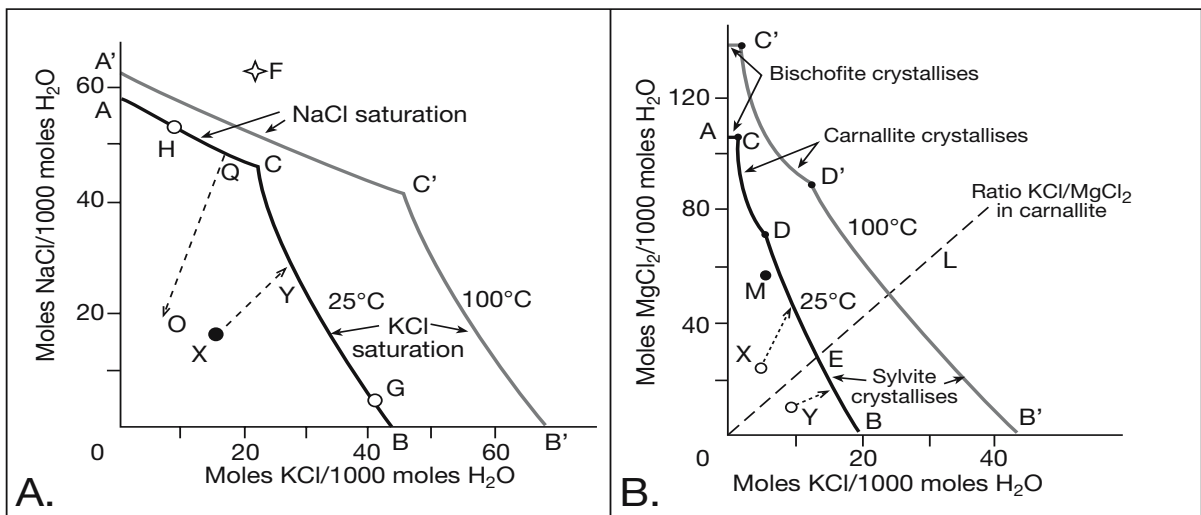 A'
60
A
F
NaCl saturation
H
Q
C
C'
40
20
O
X
Y
25°C
100°C
KCl
saturation
G
0
20
40
B
60
B'
Moles NaCl/1000 moles H₂O
Moles KCl/1000 moles H₂O
A.
C'
Bischofite crystallises
120
A
C
Carnallite crystallises
D'
Ratio KCl/MgCl₂
in carnallite
80
D
100°C
L
M
25°C
40
X
E
Sylvite
crystallises
Y
B
B'
0
20
40
Moles MgCl₂/1000 moles H₂O
Moles KCl/1000 moles H₂O
B.